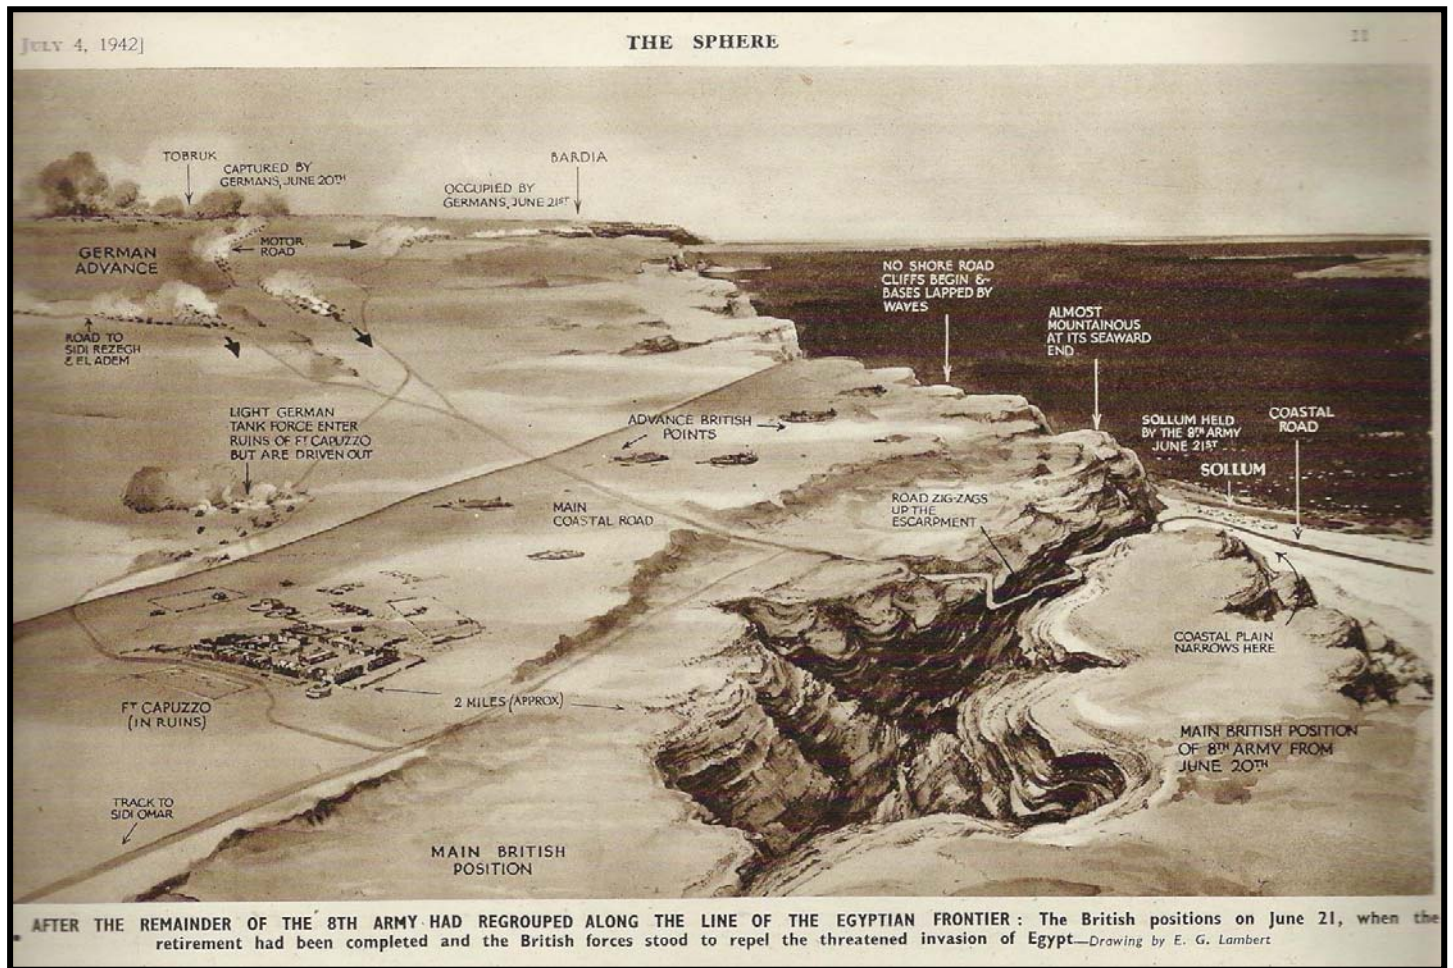 JULY 4, 1942]
THE SPHERE
11
TOBRUK
CAPTURED BY
GERMANS, JUNE 20TH
BARDIA
OCCUPIED BY
GERMANS, JUNE 21ST
GERMAN
ADVANCE
MOTOR
ROAD
ROAD TO
SIDI REZEGH
& EL ADEM
NO SHORE ROAD
CLIFFS BEGIN &
BASES LAPPED BY
WAVES
ALMOST
MOUNTAINOUS
AT ITS SEAWARD
END
LIGHT GERMAN
TANK FORCE ENTER
RUINS OF FT CAPUZZO
BUT ARE DRIVEN OUT
ADVANCE BRITISH
POINTS
SOLLUM HELD
BY THE 8TH ARMY
JUNE 21ST
SOLLUM
COASTAL
ROAD
MAIN
COASTAL ROAD
ROAD ZIG-ZAGS
UP THE
ESCARPMENT
COASTAL PLAIN
NARROWS HERE
FT CAPUZZO
(IN RUINS)
2 MILES (APPROX)
MAIN BRITISH POSITION
OF 8TH ARMY FROM
JUNE 20TH
TRACK TO
SIDI OMAR
MAIN BRITISH
POSITION
AFTER THE REMAINDER OF THE 8TH ARMY HAD REGROUPED ALONG THE LINE OF THE EGYPTIAN FRONTIER : The British positions on June 21, when the
retirement had been completed and the British forces stood to repel the threatened invasion of Egypt—Drawing by E. G. Lambert